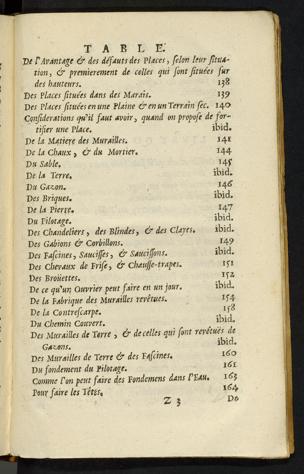 TABLE.
De l'Avantage & des défauts des Places, selon leur situa-
tion, & premierement de celles qui sont situées sur
des hauteurs. 138
Des Places situées dans des Marais. 139
Des Places situées en une Plaine & en un Terrain sec. 140
Considerations qu'il faut avoir, quand on propose de for-
tifier une Place. ibid.
De la Matiere des Murailles. 141
De la Chaux, & du Mortier. 144
Du Sable. 145
De la Terre. ibid.
Du Gazon. 146
Des Briques. ibid.
De la Pierre. 147
Du Pilotage. ibid.
Des Chandeliers, des Blindes, & des Clayes. ibid.
Des Gabions & Corbillons. 149
Des Fascines, Saucisses, & Saucissons. ibid.
Des Chevaux de Frise, & Chausse-trapes. 151
Des Broüettes. 152
De ce qu'un Ouvrier peut faire en un jour. ibid.
De la Fabrique des Murailles revêtues. 154
De la Contrescarpe. 158
Du Chemin Couvert. ibid.
Des Murailles de Terre, & de celles qui sont revétuës de
Gazons. ibid.
Des Murailles de Terre & des Fascines. 160
Du fondement du Pilotage. 161
Comme l'on peut faire des Fondemens dans l'Eau. 163
Pour faire les Têtes. 164
Z 3 De